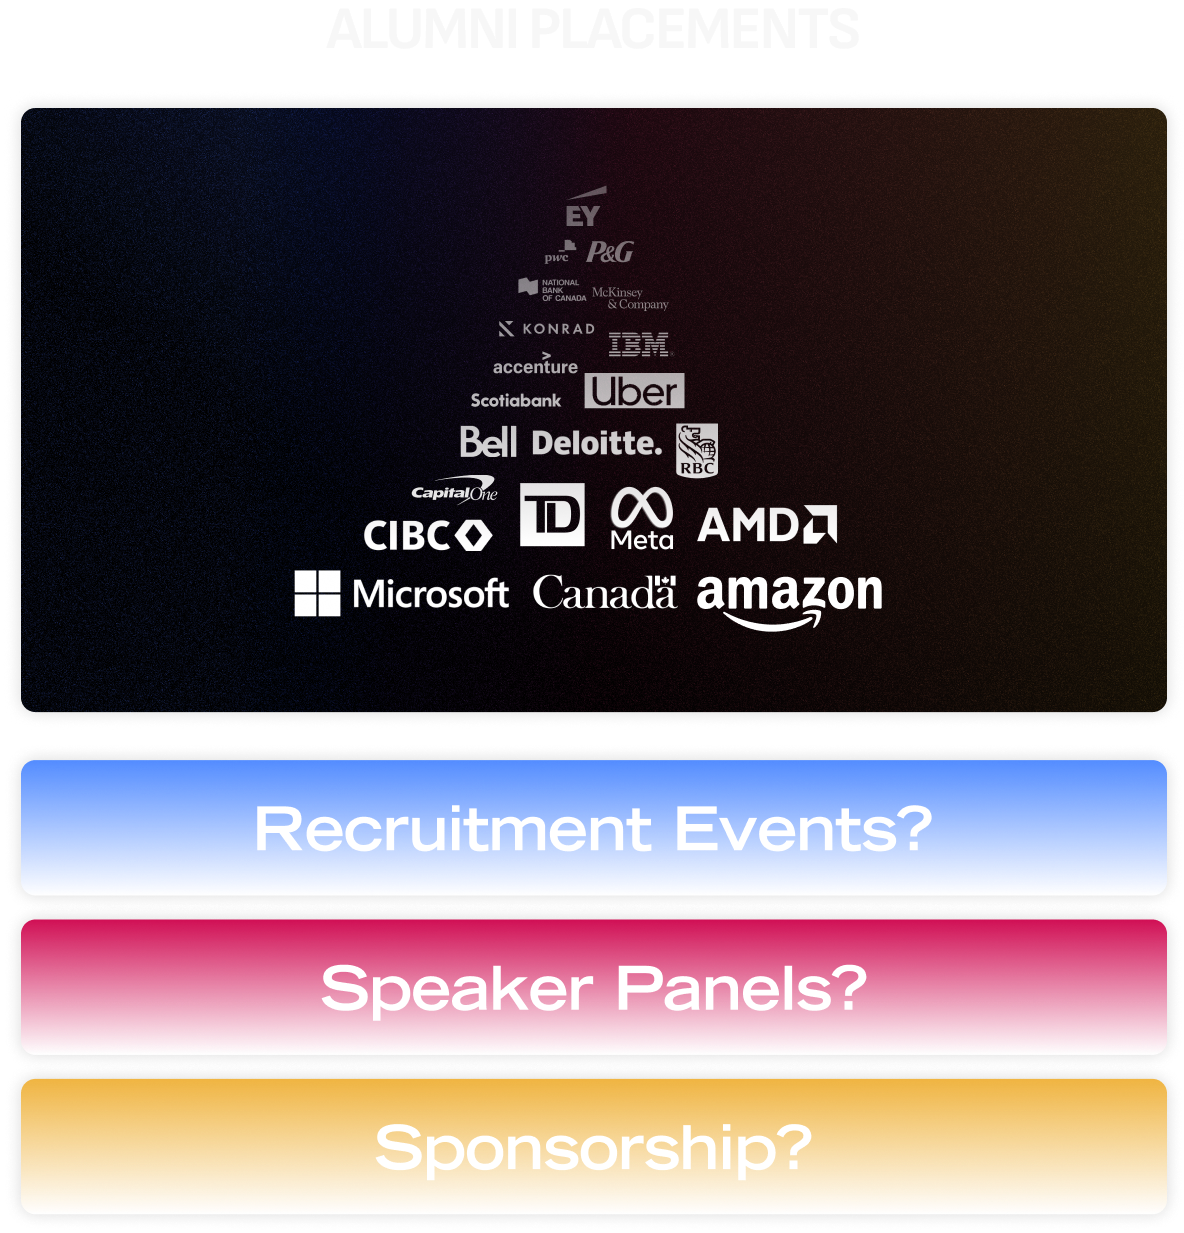 ALUMNI PLACEMENTS
EY
pwc P&G
NATIONAL
BANK
OF CANADA
McKinsey
& Company
KONRAD
IBM
accenture
Scotiabank
Uber
Bell Deloitte. RBC
Capital One
CIBC TD Meta AMD
Microsoft Canada amazon
Recruitment Events?
Speaker Panels?
Sponsorship?